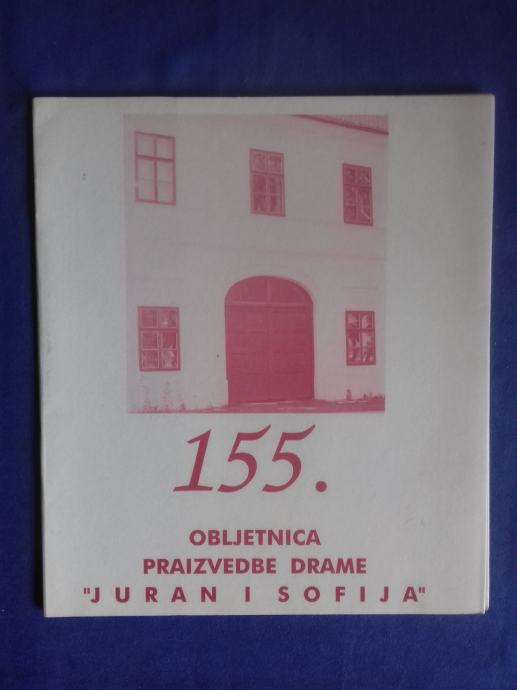 155.
OBLJETNICA
PRAIZVEDBE DRAME
"JURAN I SOFIJA"